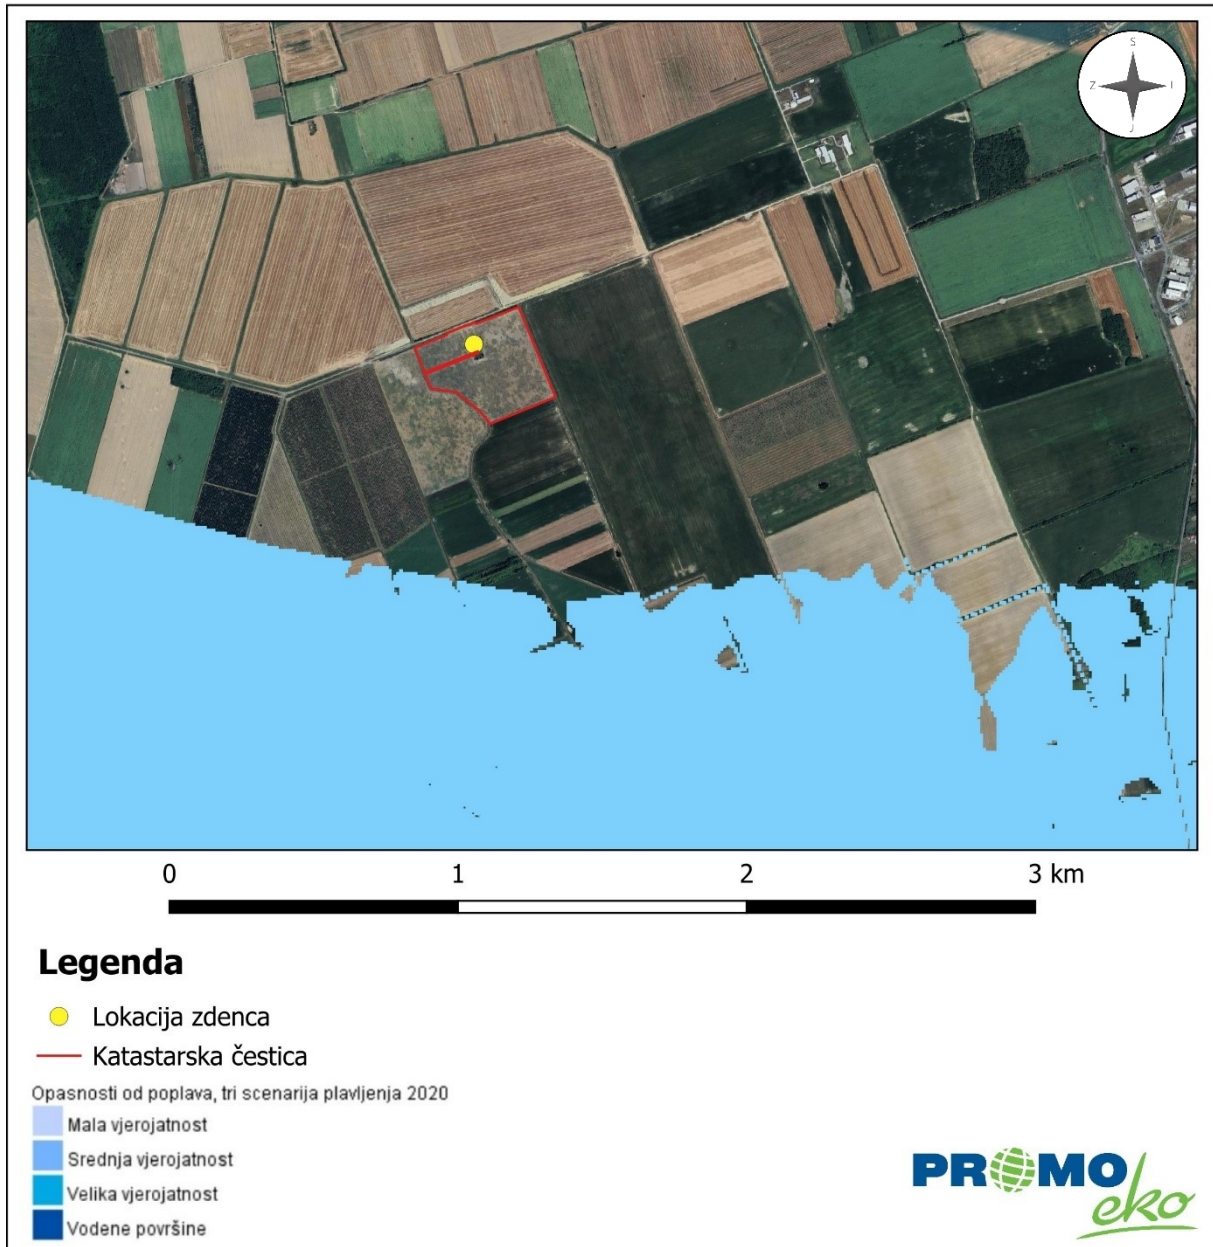 S
Z I
J
0 1 2 3 km
Legenda
Lokacija zdenca
Katastarska čestica
Opasnosti od poplava, tri scenarija plavljenja 2020
Mala vjerojatnost
Srednja vjerojatnost
Velika vjerojatnost
Vodene površine
PROMO
eko